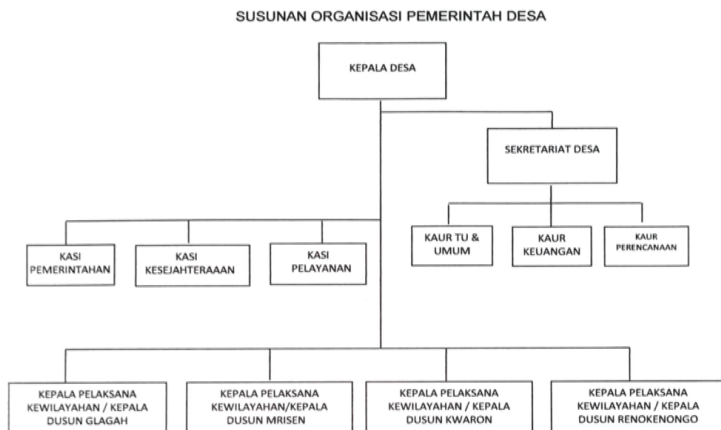 SUSUNAN ORGANISASI PEMERINTAH DESA
KEPALA DESA
SEKRETARIAT DESA
KAUR TU &
UMUM
KAUR
KEUANGAN
KAUR
PERENCANAAN
KASI
PEMERINTAHAN
KASI
KESEJAHTERAAAN
KASI
PELAYANAN
KEPALA PELAKSANA
KEWILAYAHAN / KEPALA
DUSUN GLAGAH
KEPALA PELAKSANA
KEWILAYAHAN/KEPALA
DUSUN MRISEN
KEPALA PELAKSANA
KEWILAYAHAN / KEPALA
DUSUN KWARON
KEPALA PELAKSANA
KEWILAYAHAN / KEPALA
DUSUN RENOKENONGO